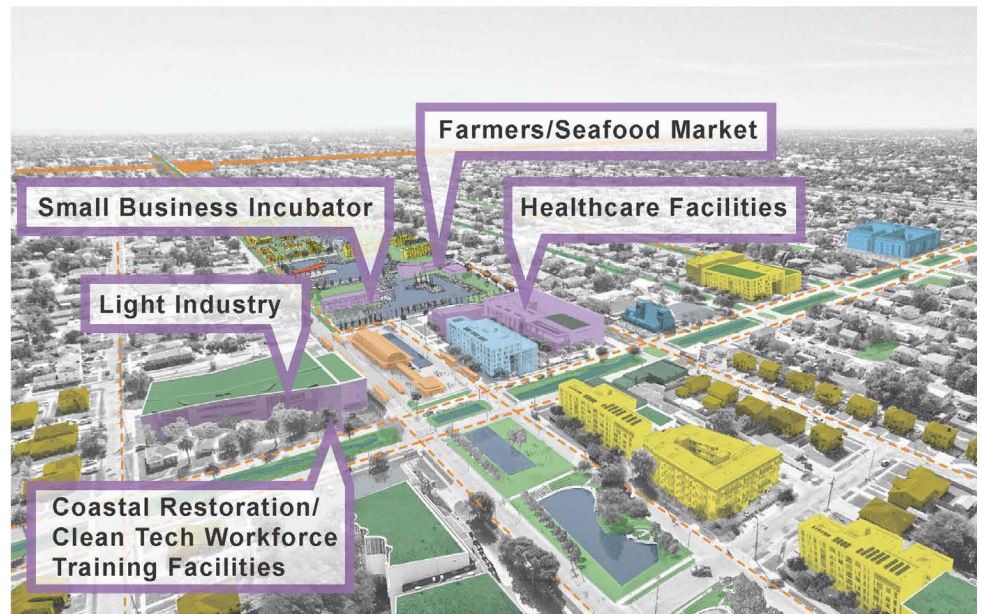 Farmers/Seafood Market
Small Business Incubator
Healthcare Facilities
Light Industry
Coastal Restoration/
Clean Tech Workforce
Training Facilities